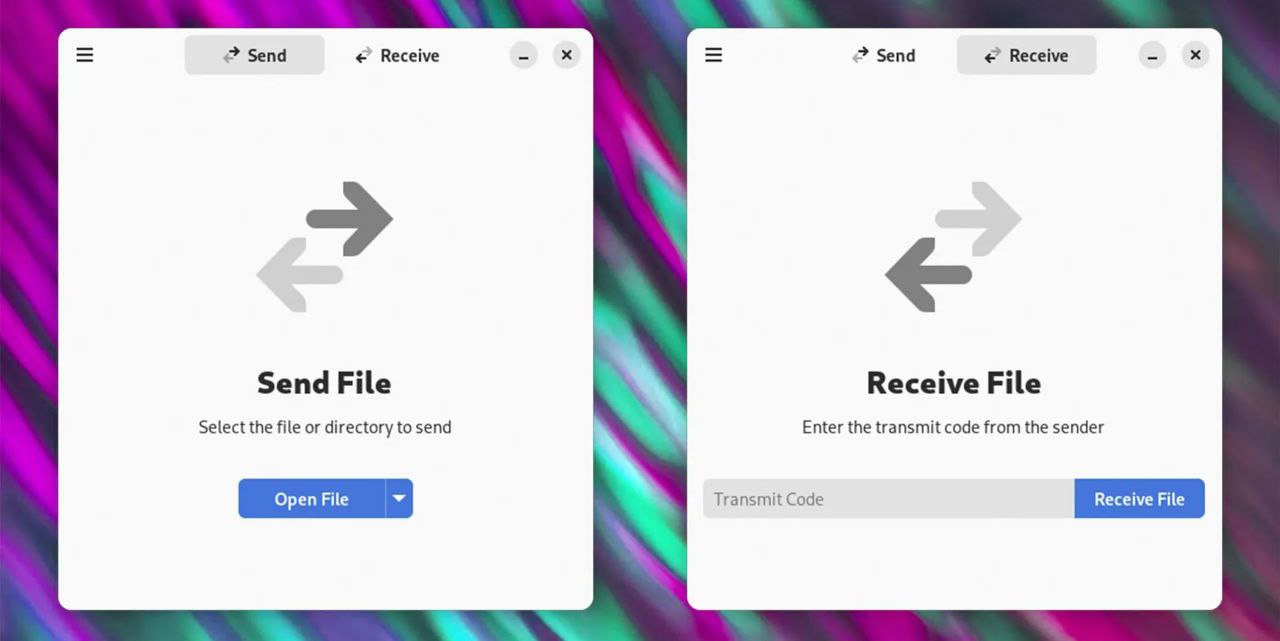 Send
Receive
Send File
Select the file or directory to send
Open File
Send
Receive
Receive File
Enter the transmit code from the sender
Transmit Code
Receive File